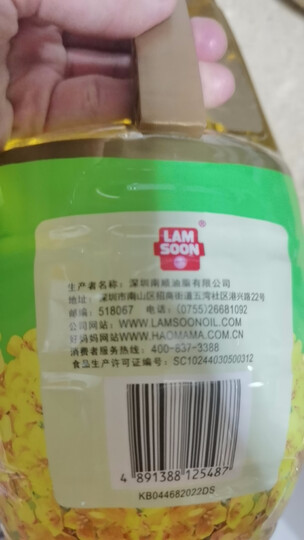 LAM
SOON
生产者名称：深圳南顺油脂有限公司
地址：深圳市南山区招商街道五湾社区港兴路22号
邮编：518067 电话：(0755)26681092
公司网站：WWW.LAMSOONOIL.COM
好妈妈网站：WWW.HAOMAMA.COM.CN
消费者服务热线：400-837-3388
食品生产许可证编号：SC10244030500312
4 891388 125487
KB044682022DS